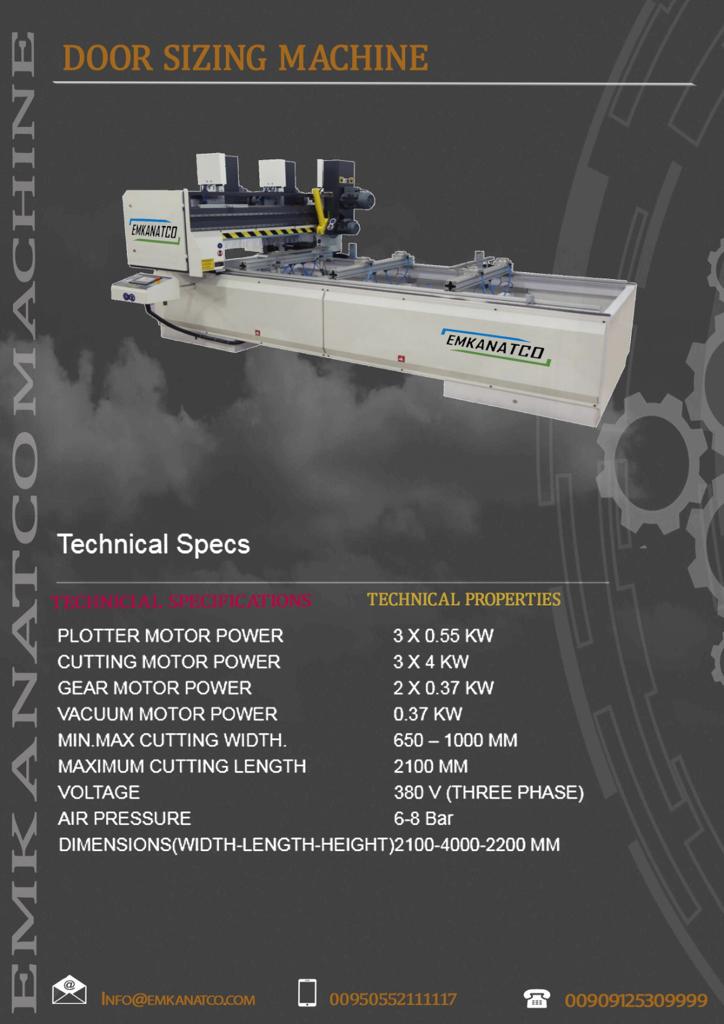 EMKANATCO MACHINE
DOOR SIZING MACHINE
EMKANATCO
EMKANATCO
Technical Specs
TECHNICIAL SPECIFICATIONS TECHNICAL PROPERTIES
PLOTTER MOTOR POWER 3 X 0.55 KW
CUTTING MOTOR POWER 3 X 4 KW
GEAR MOTOR POWER 2 X 0.37 KW
VACUUM MOTOR POWER 0.37 KW
MIN.MAX CUTTING WIDTH. 650 – 1000 MM
MAXIMUM CUTTING LENGTH 2100 MM
VOLTAGE 380 V (THREE PHASE)
AIR PRESSURE 6-8 Bar
DIMENSIONS(WIDTH-LENGTH-HEIGHT)2100-4000-2200 MM
INFO@EMKANATCO.COM 00950552111117 00909125309999